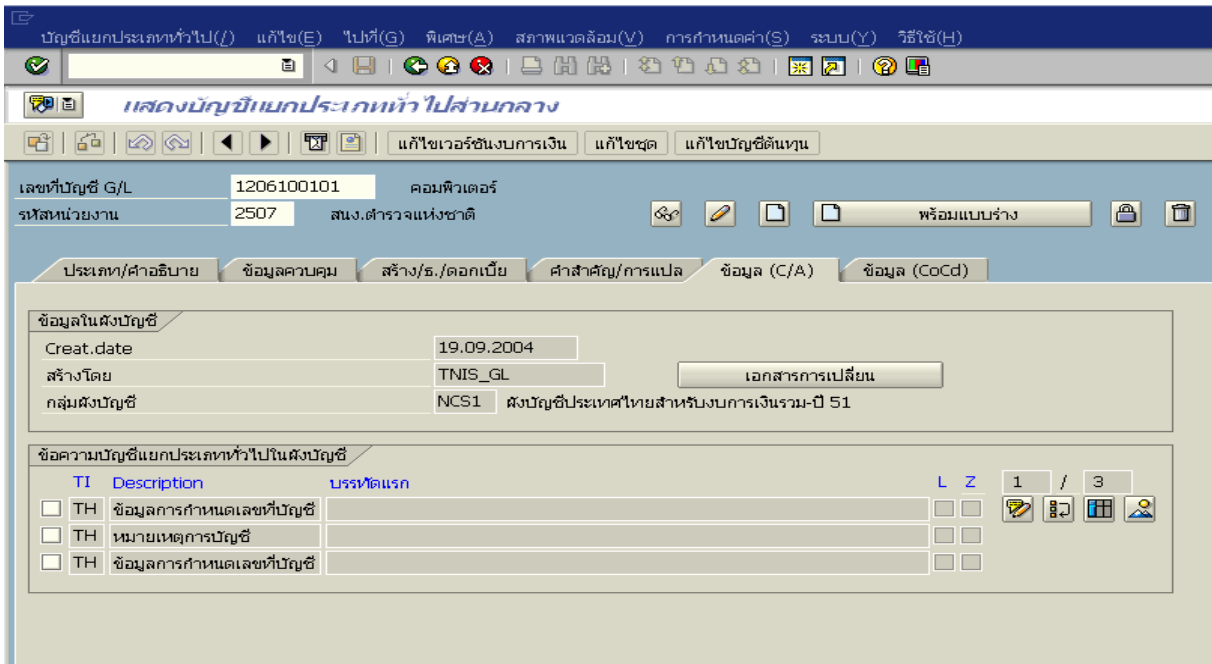 บัญชีแยกประเภททั่วไป(/) แก้ไข(E) ไปที่(G) พิเศษ(A) สภาพแวดล้อม(V) การกำหนดค่า(S) ระบบ(Y) วิธีใช้(H)
แสดงบัญชีแยกประเภททั่วไปส่วนกลาง
แก้ไขเวอร์ชันงบการเงิน แก้ไขชุด แก้ไขบัญชีต้นทุน
เลขที่บัญชี G/L 1206100101 คอมพิวเตอร์
รหัสหน่วยงาน 2507 สนง.ตำรวจแห่งชาติ พร้อมแบบร่าง
ประเภท/คำอธิบาย ข้อมูลควบคุม สร้าง/ธ./ดอกเบี้ย คำสำคัญ/การแปล ข้อมูล (C/A) ข้อมูล (CoCd)
ข้อมูลในผังบัญชี
Creat.date 19.09.2004
สร้างโดย TNIS_GL เอกสารการเปลี่ยน
กลุ่มผังบัญชี NCS1 ผังบัญชีประเทศไทยสำหรับงบการเงินรวม-ปี 51
ข้อความบัญชีแยกประเภททั่วไปในผังบัญชี
TI Description บรรทัดแรก L Z 1 / 3
TH ข้อมูลการกำหนดเลขที่บัญชี
TH หมายเหตุการบัญชี
TH ข้อมูลการกำหนดเลขที่บัญชี